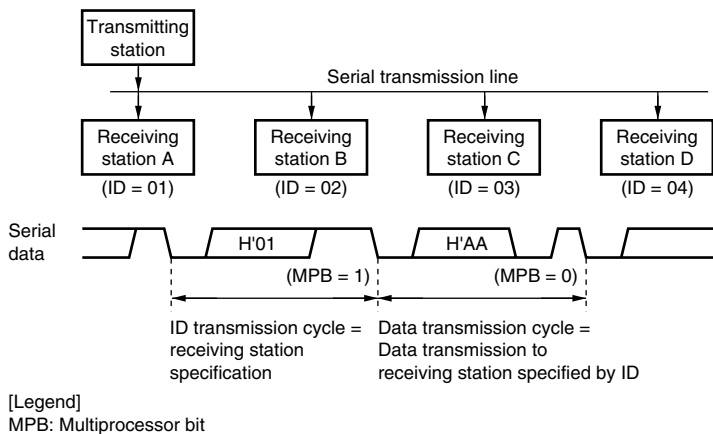 Transmitting
station
Serial transmission line
Receiving
station A
Receiving
station B
Receiving
station C
Receiving
station D
(ID = 01)
(ID = 02)
(ID = 03)
(ID = 04)
Serial
data
H'01
H'AA
(MPB = 1)
(MPB = 0)
ID transmission cycle =
receiving station
specification
Data transmission cycle =
Data transmission to
receiving station specified by ID
[Legend]
MPB: Multiprocessor bit